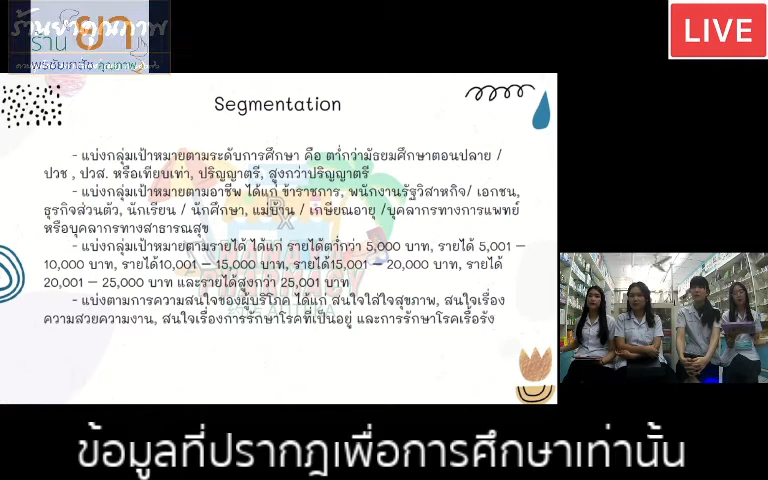 ร้านยาคุณภาพ
ร้าน ยา
LIVE
Segmentation
- แบ่งกลุ่มเป้าหมายตามระดับการศึกษา คือ ต่ำกว่ามัธยมศึกษาตอนปลาย /
ปวช , ปวส. หรือเทียบเท่า, ปริญญาตรี, สูงกว่าปริญญาตรี
- แบ่งกลุ่มเป้าหมายตามอาชีพ ได้แก่ ข้าราชการ, พนักงานรัฐวิสาหกิจ/ เอกชน,
ธุรกิจส่วนตัว, นักเรียน / นักศึกษา, แม่บ้าน / เกษียณอายุ /บุคลากรทางการแพทย์
หรือบุคลากรทางสาธารณสุข
- แบ่งกลุ่มเป้าหมายตามรายได้ ได้แก่ รายได้ต่ำกว่า 5,000 บาท, รายได้ 5,001 –
10,000 บาท, รายได้10,001 – 15,000 บาท, รายได้15,001 – 20,000 บาท, รายได้
20,001 – 25,000 บาท และรายได้สูงกว่า 25,001 บาท
- แบ่งตามการความสนใจของผู้บริโภค ได้แก่ สนใจใส่ใจสุขภาพ, สนใจเรื่อง
ความสวยความงาน, สนใจเรื่องการรักษาโรคที่เป็นอยู่ และการรักษาโรคเรื้อรัง
ข้อมูลที่ปรากฎเพื่อการศึกษาเท่านั้น